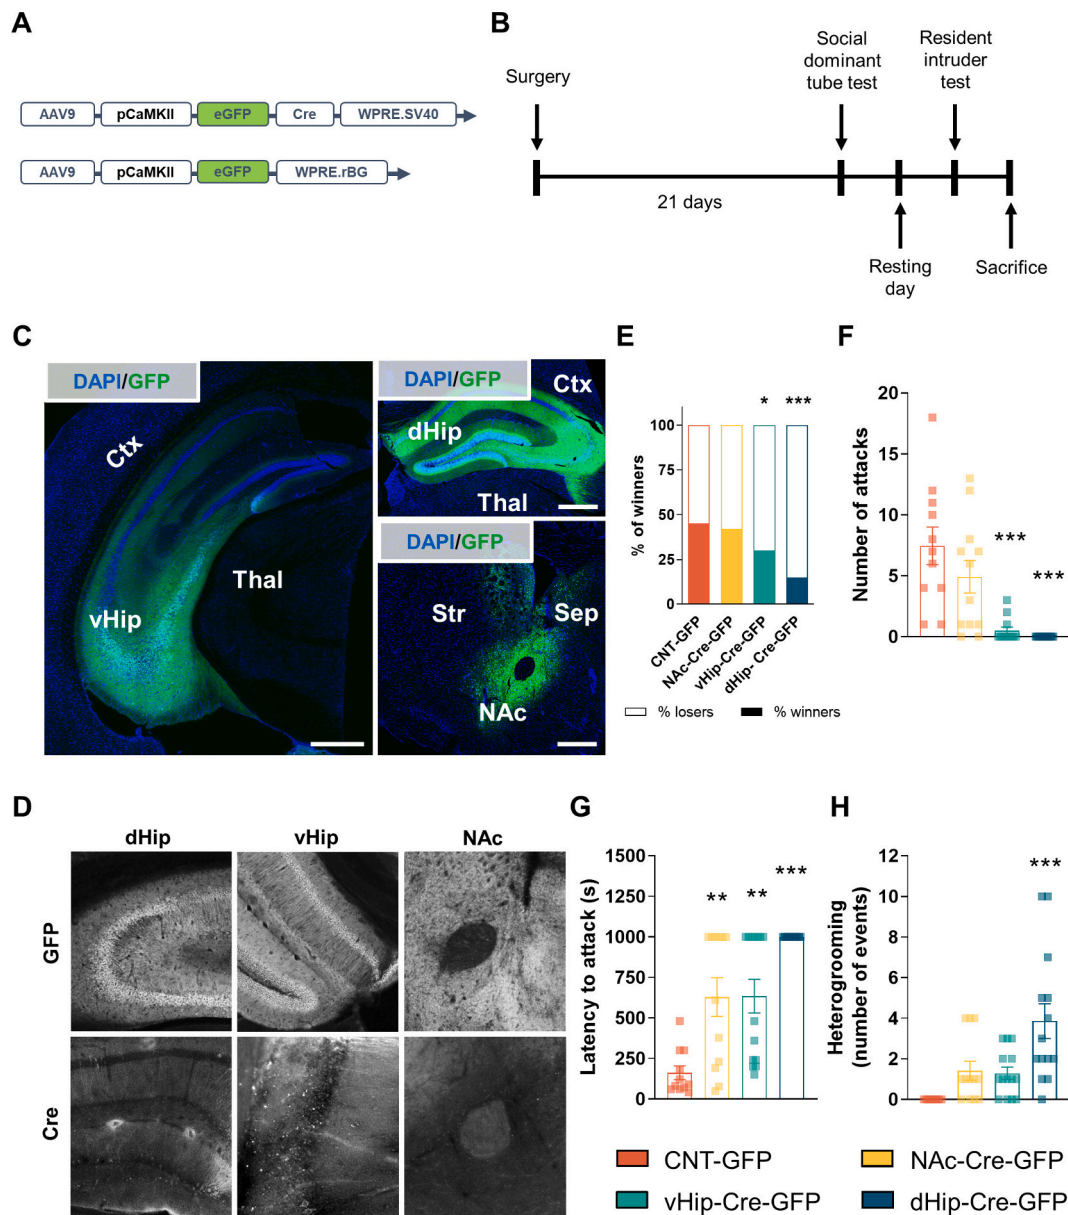 A
AAV9 pCaMKII eGFP Cre WPRE.SV40
AAV9 pCaMKII eGFP WPRE.rBG
B
Surgery
Social
dominant
tube test
Resident
intruder
test
21 days
Resting
day
Sacrifice
C
DAPI/GFP
Ctx
Thal
vHip
DAPI/GFP
Ctx
dHip
Thal
DAPI/GFP
Str
Sep
NAc
D
dHip vHip NAc
GFP
Cre
E
* ***
% of winners
100
75
50
25
0
CNT-GFP
NAc-Cre-GFP
vHip-Cre-GFP
dHip- Cre-GFP
% losers % winners
F
Number of attacks
20
15
10
5
0
***
***
G
Latency to attack (s)
1500
1250
1000
750
500
250
0
** ** ***
H
Heterogrooming
(number of events)
12
10
8
6
4
2
0
***
CNT-GFP NAc-Cre-GFP
vHip-Cre-GFP dHip-Cre-GFP